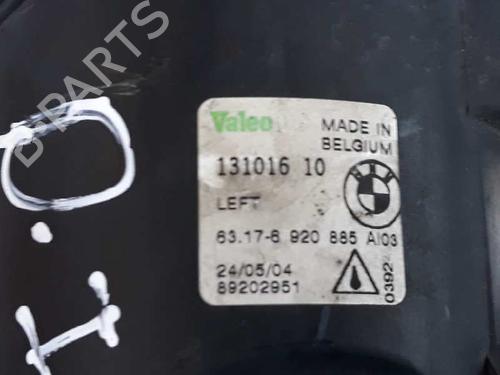 B PARTS
Valeo
MADE IN
BELGIUM
131016 10
LEFT
63.17-6 920 885 AI03
24/05/04
89202951
0392